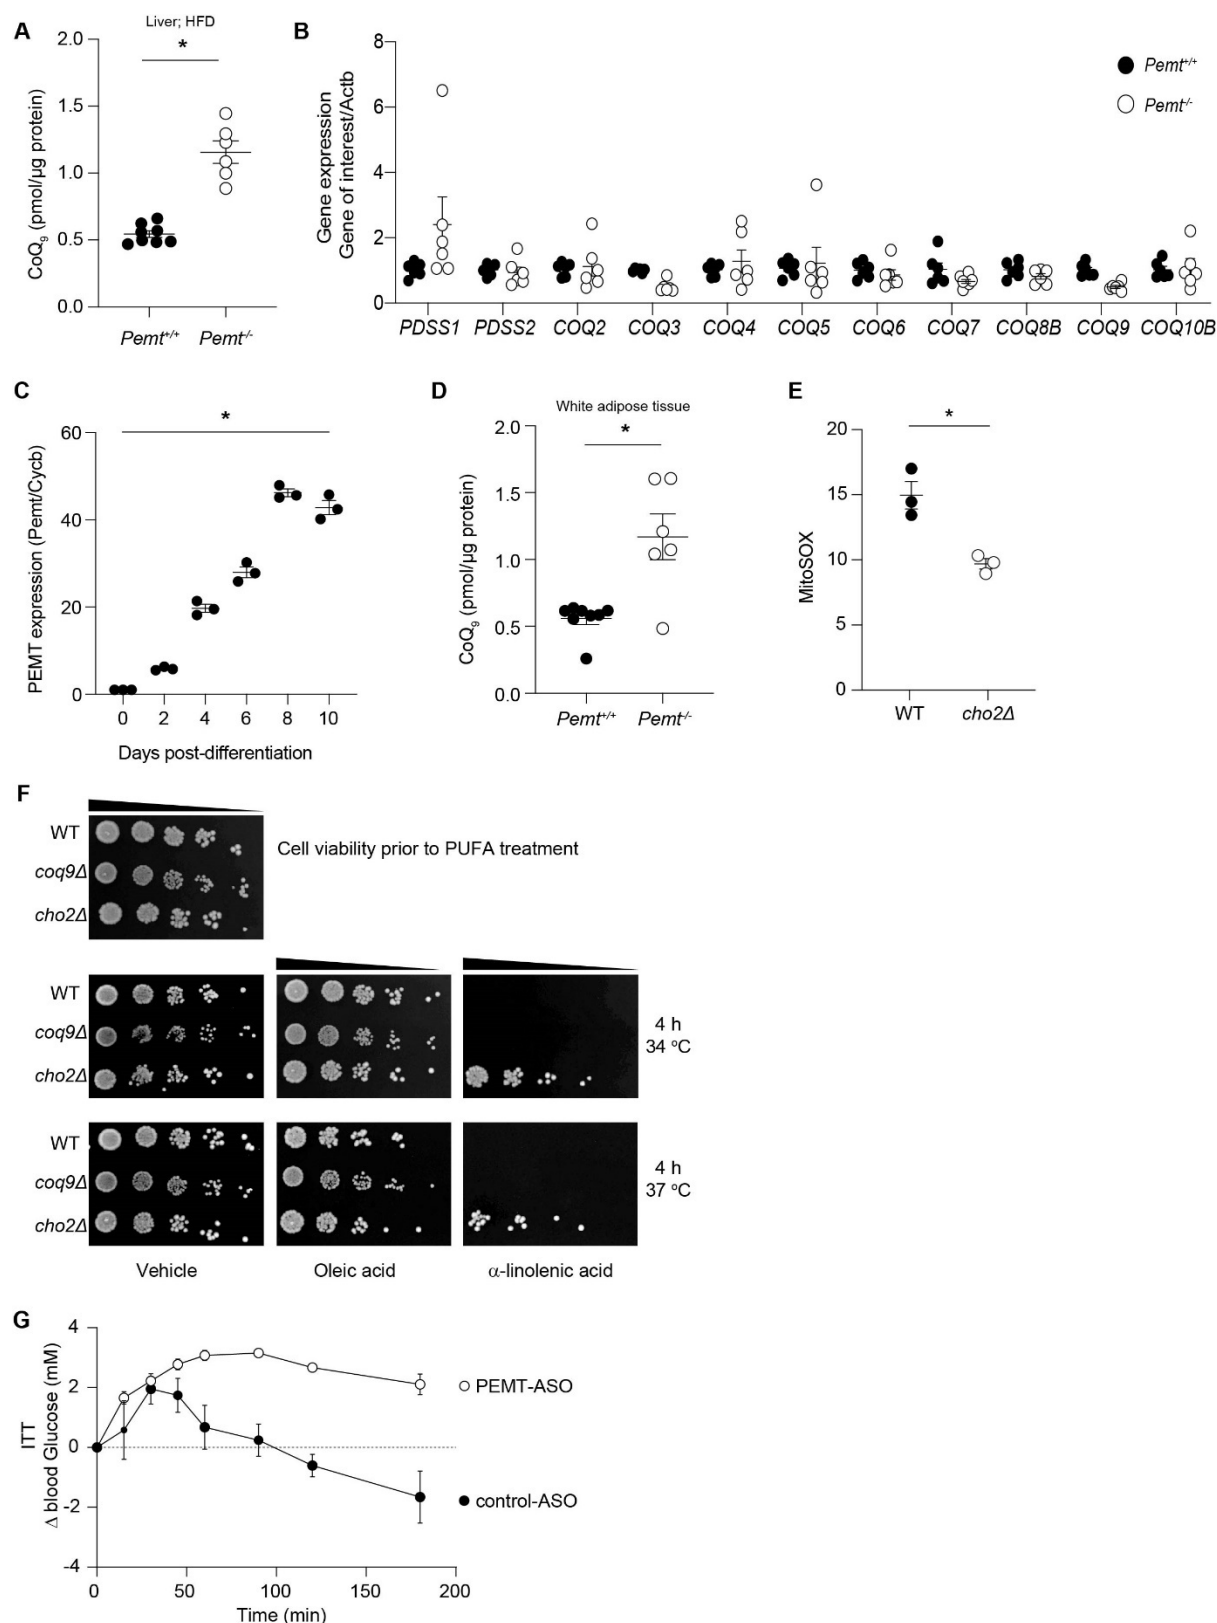 A
Liver; HFD
*
2.0
1.5
1.0
0.5
0.0
CoQ9 (pmol/µg protein)
Pemt+/+
Pemt-/-
B
Gene expression
Gene of interest/Actb
8
6
4
2
0
PDSS1
PDSS2
COQ2
COQ3
COQ4
COQ5
COQ6
COQ7
COQ8B
COQ9
COQ10B
Pemt+/+
Pemt-/-
C
*
PEMT expression (Pemt/Cycb)
60
40
20
0
0
2
4
6
8
10
Days post-differentiation
D
White adipose tissue
*
2.0
1.5
1.0
0.5
0.0
CoQ9 (pmol/µg protein)
Pemt+/+
Pemt-/-
E
*
20
15
10
5
0
MitoSOX
WT
cho2Δ
F
WT
coq9Δ
cho2Δ
Cell viability prior to PUFA treatment
WT
coq9Δ
cho2Δ
4 h
34 °C
WT
coq9Δ
cho2Δ
4 h
37 °C
Vehicle
Oleic acid
α-linolenic acid
G
ITT
Δ blood Glucose (mM)
4
2
0
-2
-4
0
50
100
150
200
Time (min)
PEMT-ASO
control-ASO